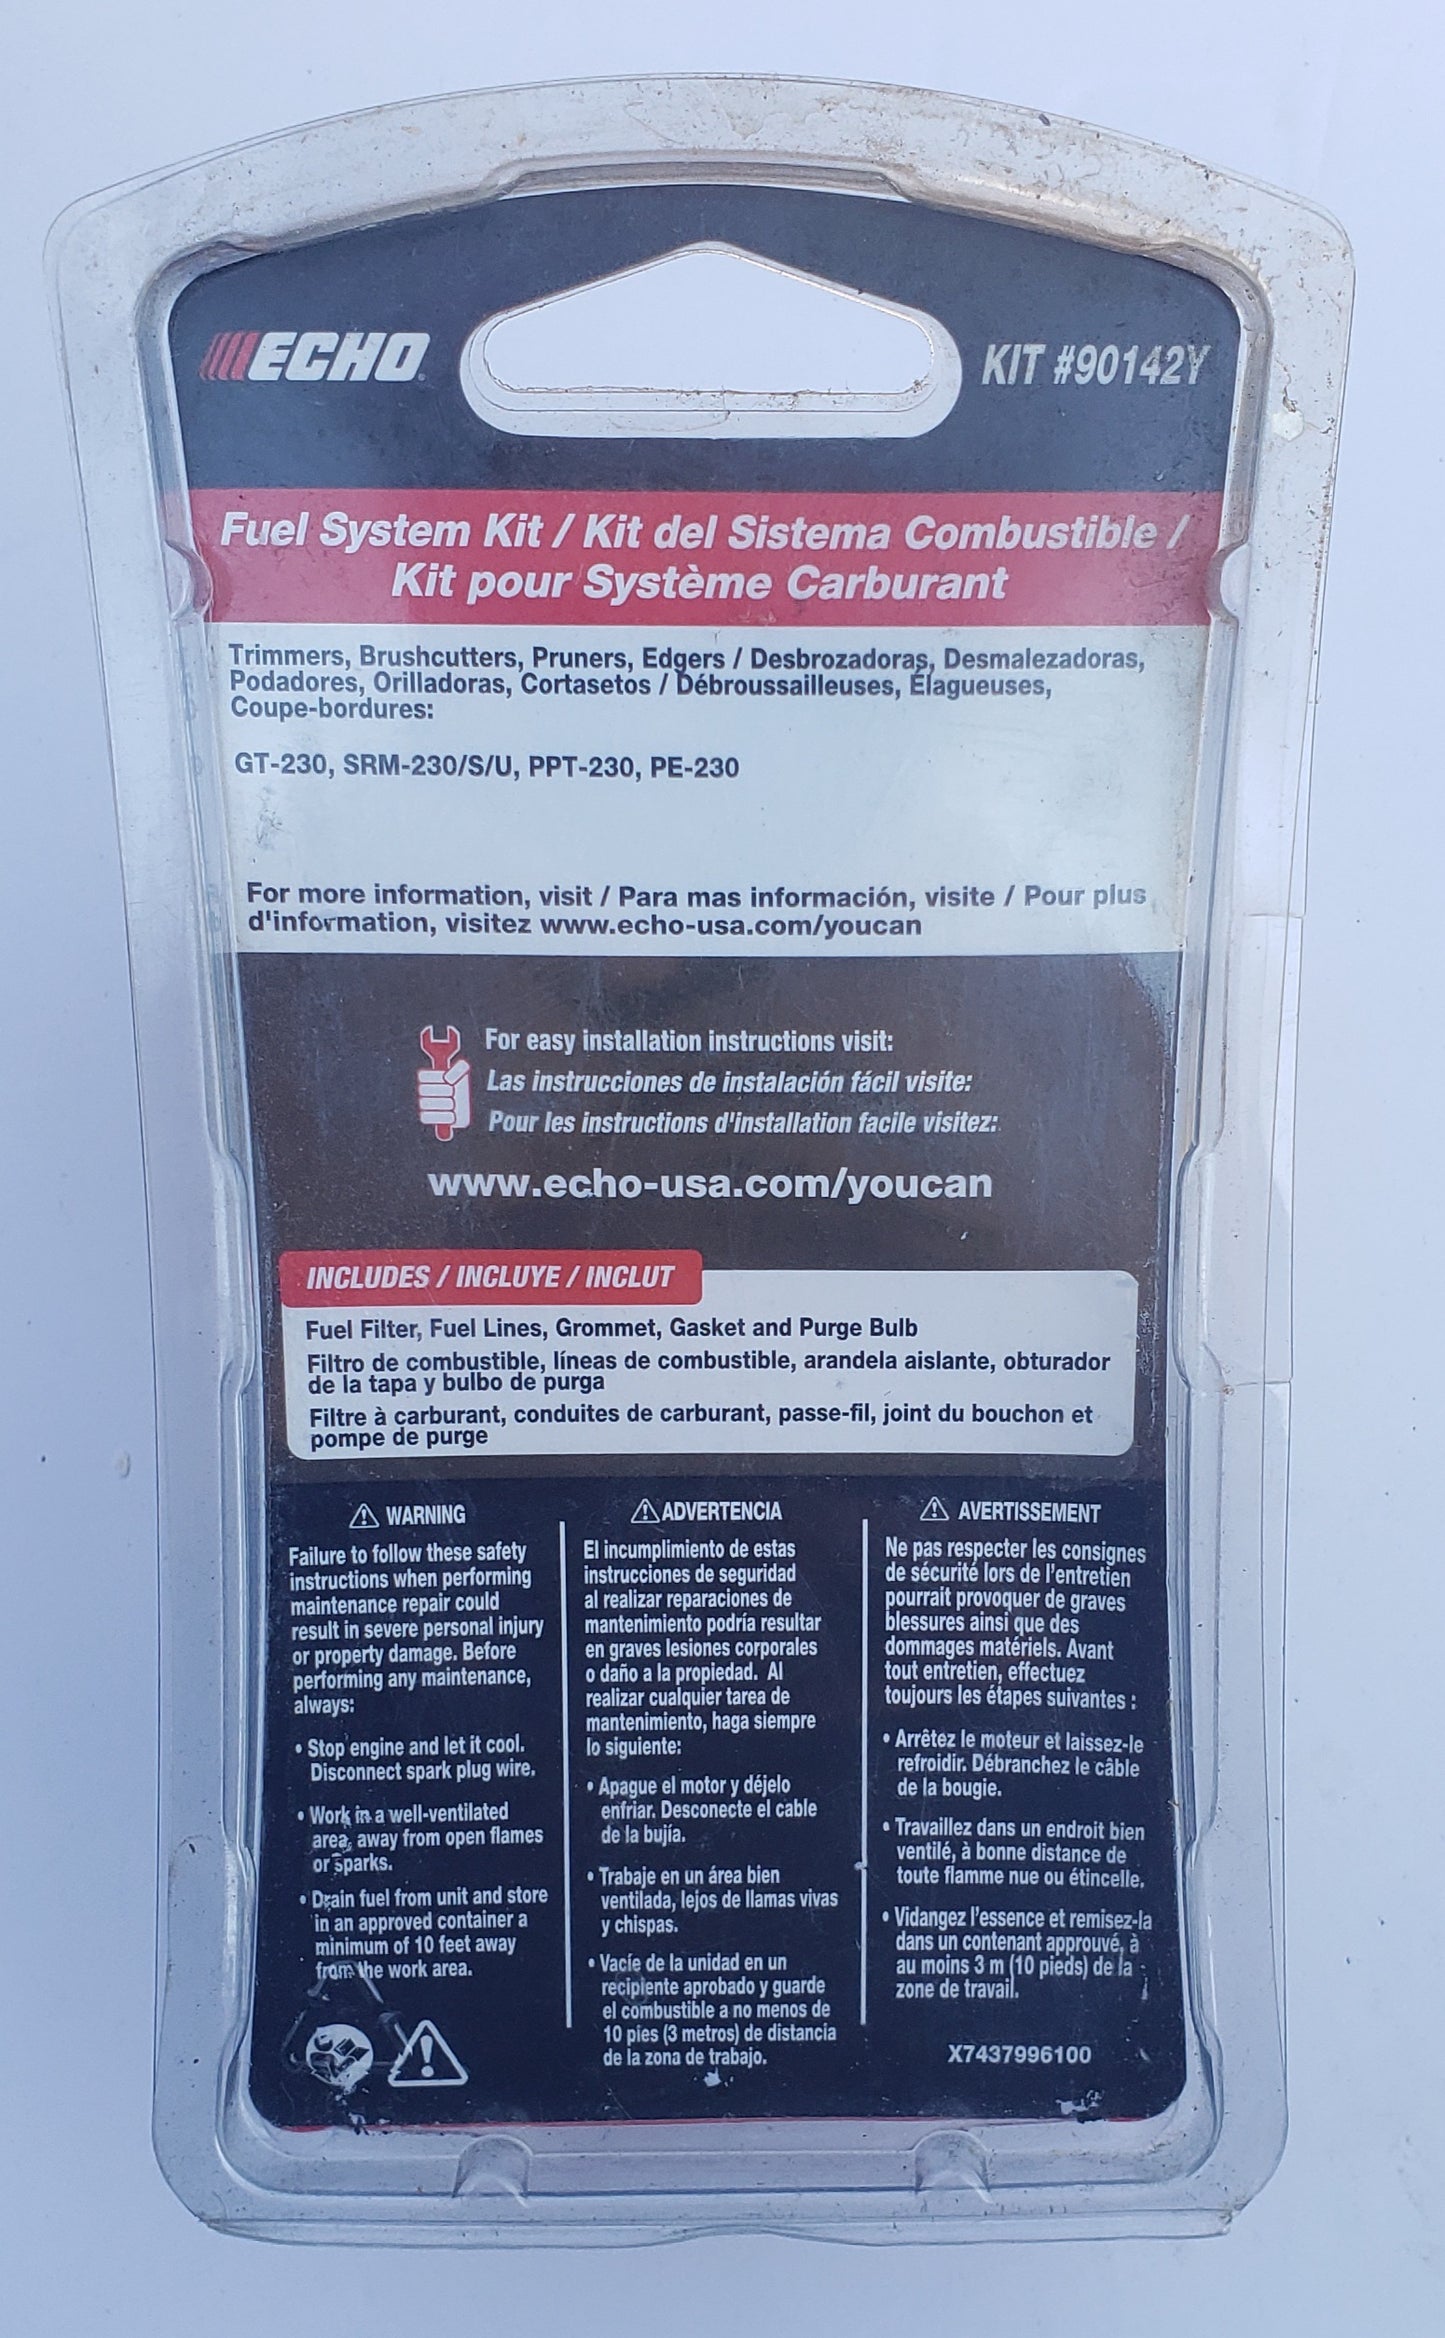 ECHO
KIT #90142Y
Fuel System Kit / Kit del Sistema Combustible /
Kit pour Système Carburant
Trimmers, Brushcutters, Pruners, Edgers / Desbrozadoras, Desmalezadoras,
Podadores, Orilladoras, Cortasetos / Débroussailleuses, Élagueuses,
Coupe-bordures:
GT-230, SRM-230/S/U, PPT-230, PE-230
For more information, visit / Para mas información, visite / Pour plus
d'information, visitez www.echo-usa.com/youcan
For easy installation instructions visit:
Las instrucciones de instalación fácil visite:
Pour les instructions d'installation facile visitez:
www.echo-usa.com/youcan
INCLUDES / INCLUYE / INCLUT
Fuel Filter, Fuel Lines, Grommet, Gasket and Purge Bulb
Filtro de combustible, líneas de combustible, arandela aislante, obturador
de la tapa y bulbo de purga
Filtre à carburant, conduites de carburant, passe-fil, joint du bouchon et
pompe de purge
WARNING
Failure to follow these safety
instructions when performing
maintenance repair could
result in severe personal injury
or property damage. Before
performing any maintenance,
always:
• Stop engine and let it cool.
Disconnect spark plug wire.
• Work in a well-ventilated
area, away from open flames
or sparks.
• Drain fuel from unit and store
in an approved container a
minimum of 10 feet away
from the work area.
ADVERTENCIA
El incumplimiento de estas
instrucciones de seguridad
al realizar reparaciones de
mantenimiento podría resultar
en graves lesiones corporales
o daño a la propiedad. Al
realizar cualquier tarea de
mantenimiento, haga siempre
lo siguiente:
• Apague el motor y déjelo
enfriar. Desconecte el cable
de la bujía.
• Trabaje en un área bien
ventilada, lejos de llamas vivas
y chispas.
• Vacíe de la unidad en un
recipiente aprobado y guarde
el combustible a no menos de
10 pies (3 metros) de distancia
de la zona de trabajo.
AVERTISSEMENT
Ne pas respecter les consignes
de sécurité lors de l'entretien
pourrait provoquer de graves
blessures ainsi que des
dommages matériels. Avant
tout entretien, effectuez
toujours les étapes suivantes :
• Arrêtez le moteur et laissez-le
refroidir. Débranchez le câble
de la bougie.
• Travaillez dans un endroit bien
ventilé, à bonne distance de
toute flamme nue ou étincelle.
• Vidangez l'essence et remisez-la
dans un contenant approuvé, à
au moins 3 m (10 pieds) de la
zone de travail.
X7437996100